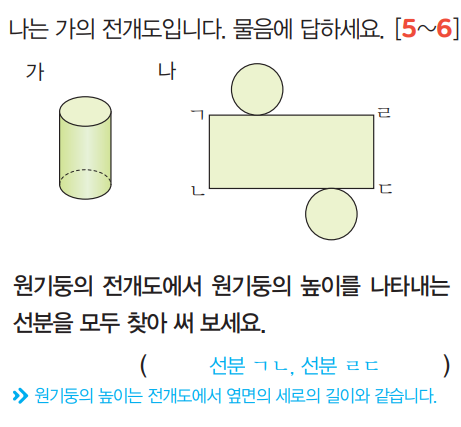 나는 가의 전개도입니다. 물음에 답하세요. [5~6]
가 나
ㄱ ㄹ
ㄴ ㄷ
원기둥의 전개도에서 원기둥의 높이를 나타내는
선분을 모두 찾아 써 보세요.
( 선분 ㄱㄴ, 선분 ㄹㄷ )
» 원기둥의 높이는 전개도에서 옆면의 세로의 길이와 같습니다.